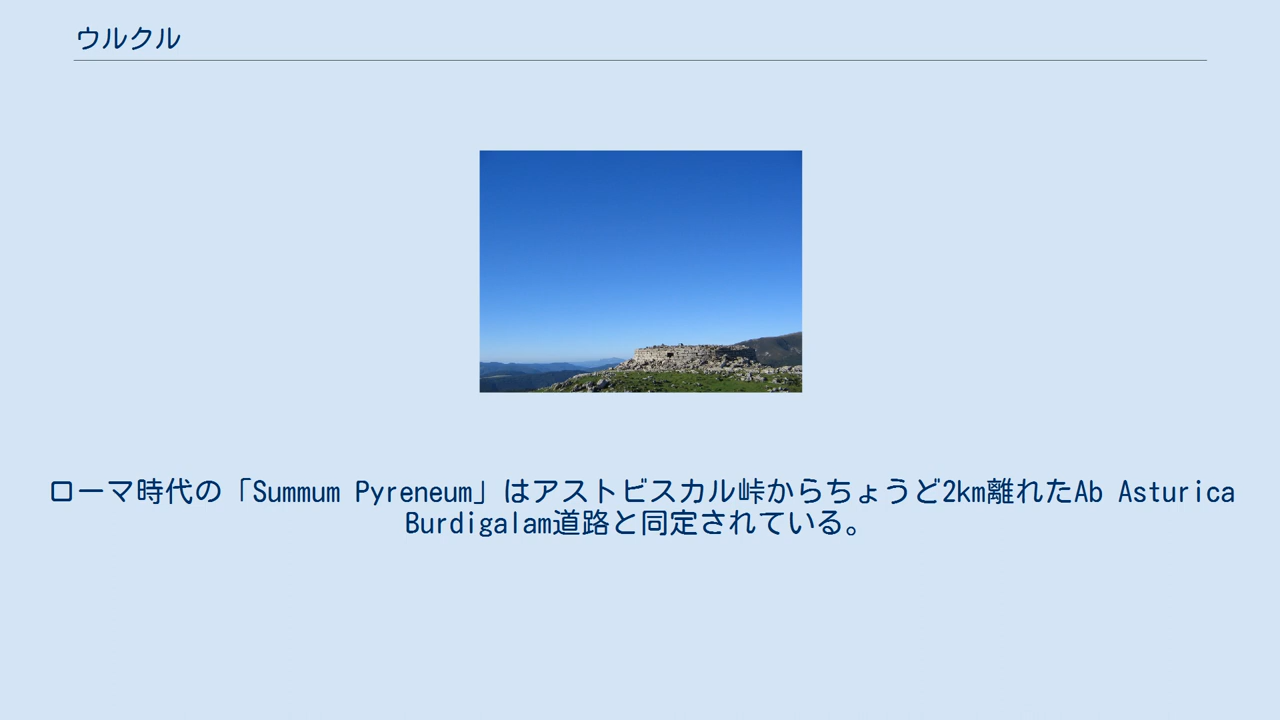 ウルクル
ローマ時代の「Summum Pyreneum」はアストビスカル峠からちょうど2km離れたAb Asturica
Burdigalam道路と同定されている。